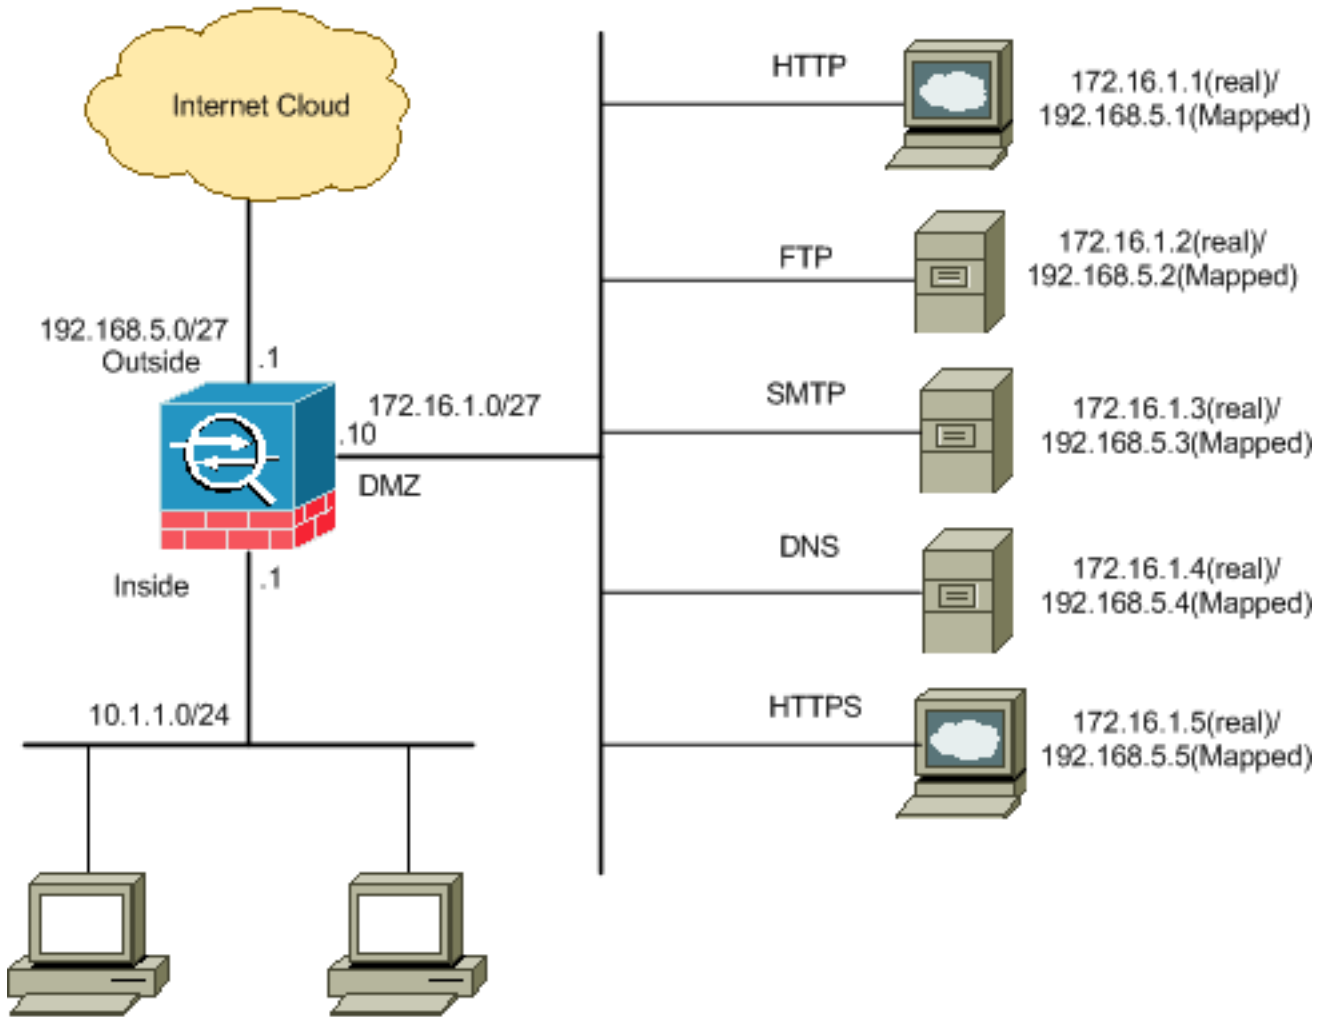 Internet Cloud
192.168.5.0/27
Outside
.1
172.16.1.0/27
.10
DMZ
Inside
.1
10.1.1.0/24
HTTP
172.16.1.1(real)/
192.168.5.1(Mapped)
FTP
172.16.1.2(real)/
192.168.5.2(Mapped)
SMTP
172.16.1.3(real)/
192.168.5.3(Mapped)
DNS
172.16.1.4(real)/
192.168.5.4(Mapped)
HTTPS
172.16.1.5(real)/
192.168.5.5(Mapped)